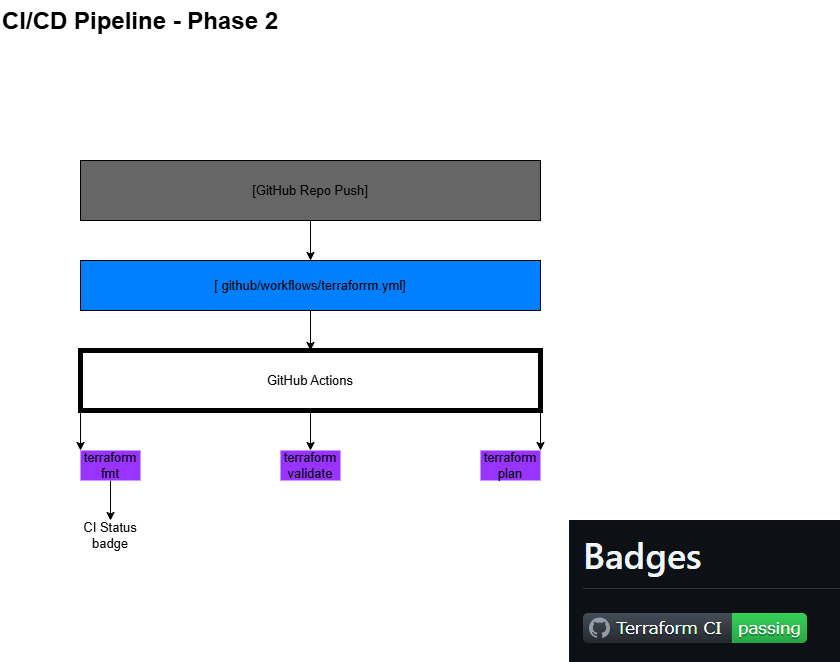 CI/CD Pipeline - Phase 2
[GitHub Repo Push]
[.github/workflows/terraforrm.yml]
GitHub Actions
terraform
fmt
terraform
validate
terraform
plan
CI Status
badge
Badges
Terraform CI passing